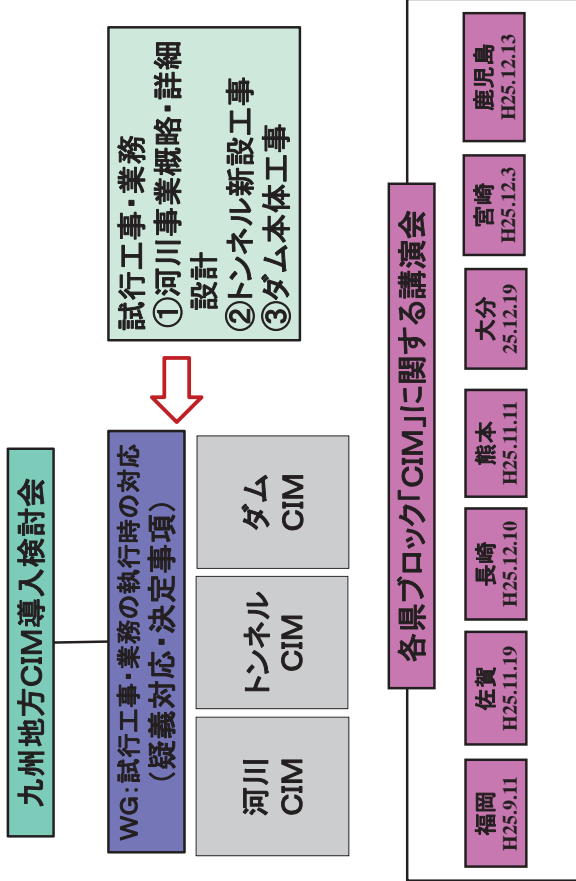 九州地方CIM導入検討会
WG:試行工事・業務の執行時の対応
(疑義対応・決定事項)
河川
CIM
トンネル
CIM
ダム
CIM
試行工事・業務
①河川事業概略・詳細
設計
②トンネル新設工事
③ダム本体工事
各県ブロック「CIM」に関する講演会
福岡
H25.9.11
佐賀
H25.11.19
長崎
H25.12.10
熊本
H25.11.11
大分
25.12.19
宮崎
H25.12.3
鹿児島
H25.12.13